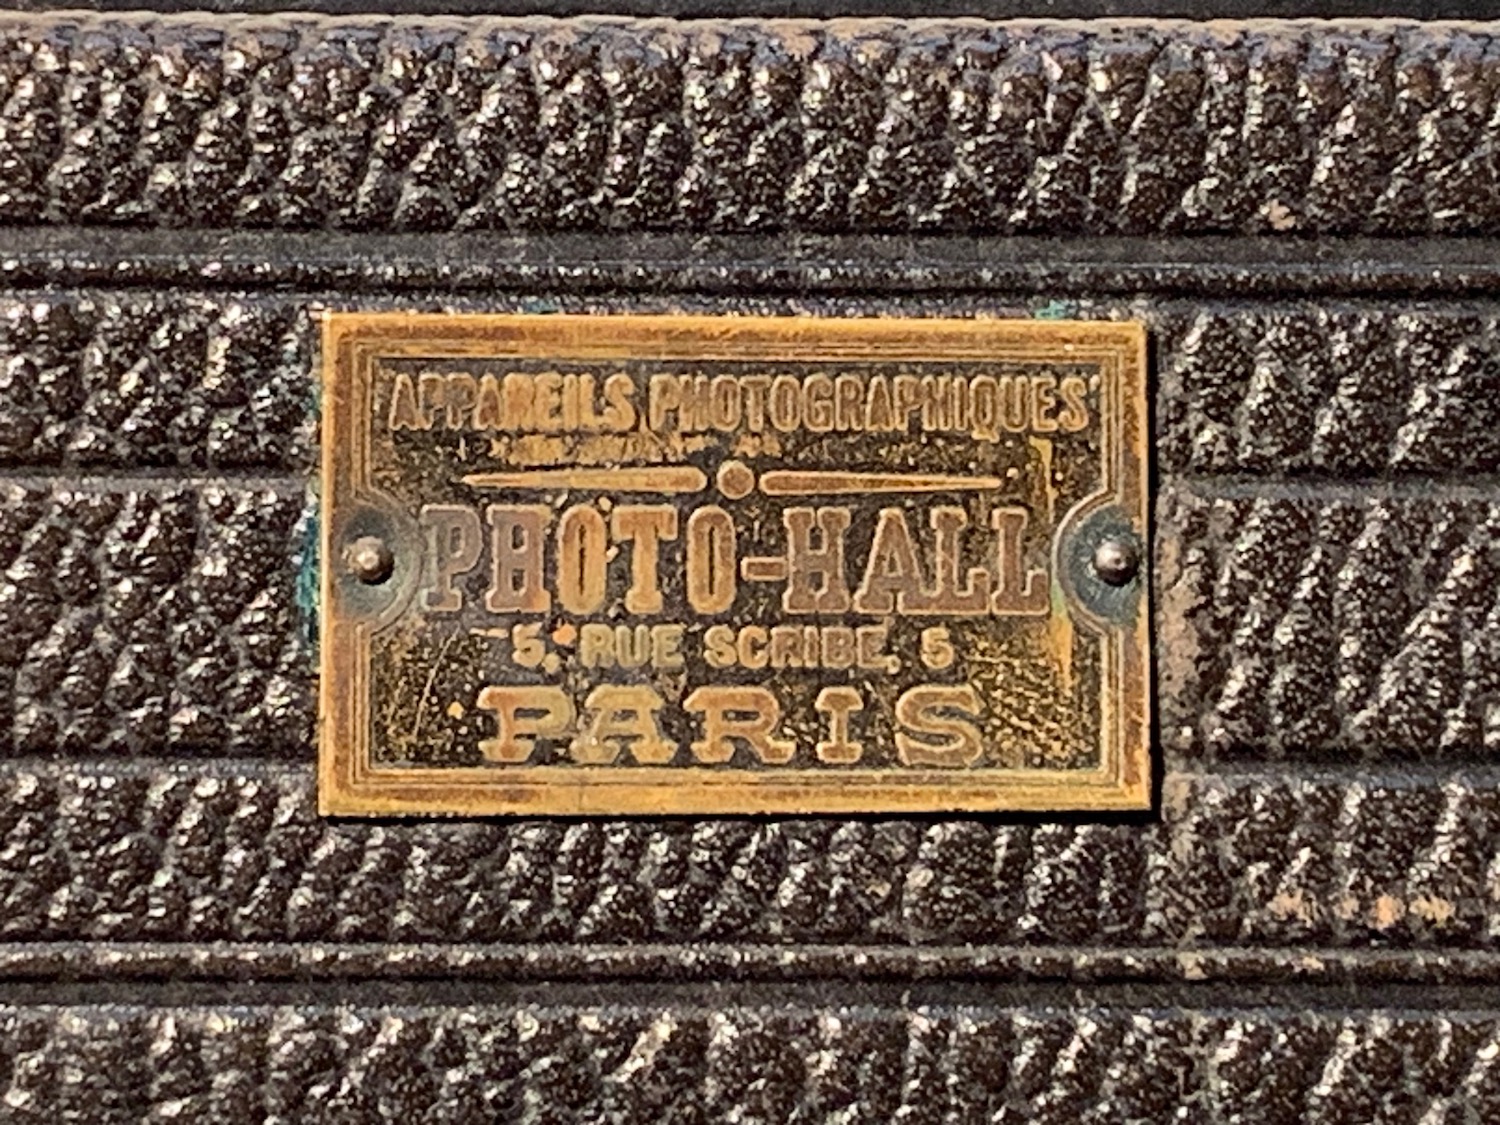 APPAREILS PHOTOGRAPHIQUES
PHOTO-HALL
5, RUE SCRIBE, 5
PARIS